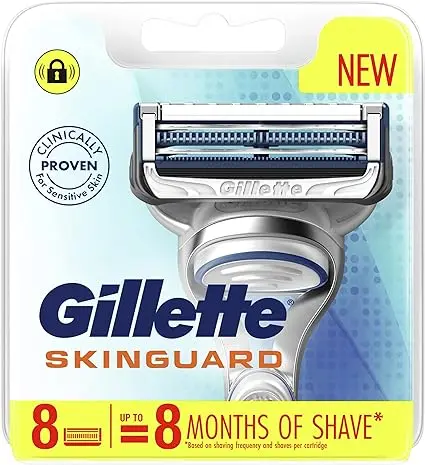 NEW
CLINICALLY
PROVEN
For Sensitive Skin
Gillette
Gillette®
SKINGUARD
8 UP TO = 8 MONTHS OF SHAVE*
*Based on shaving frequency and shaves per cartridge.